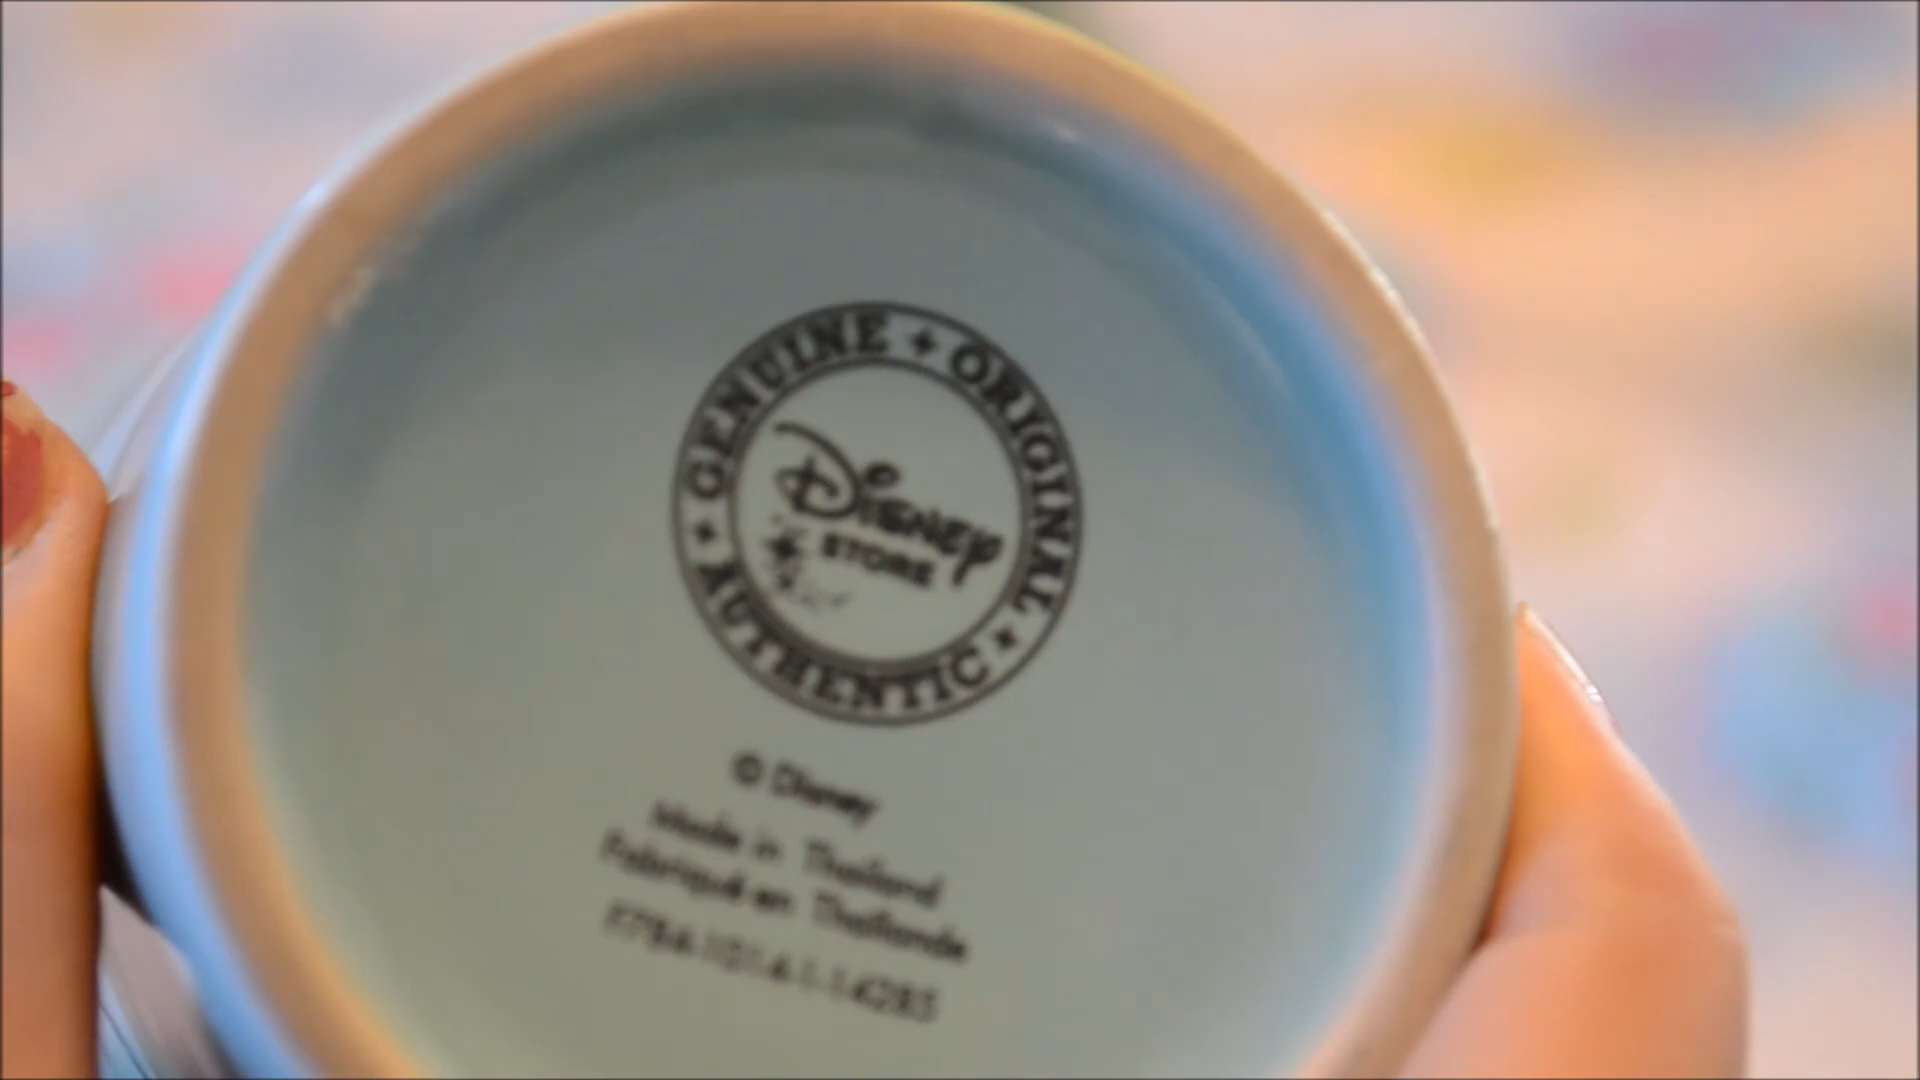 GENUINE ✦ ORIGINAL ✦ AUTHENTIC ✦
Disney
STORE
© Disney
Made in Thailand
Fabriqué en Thaïlande